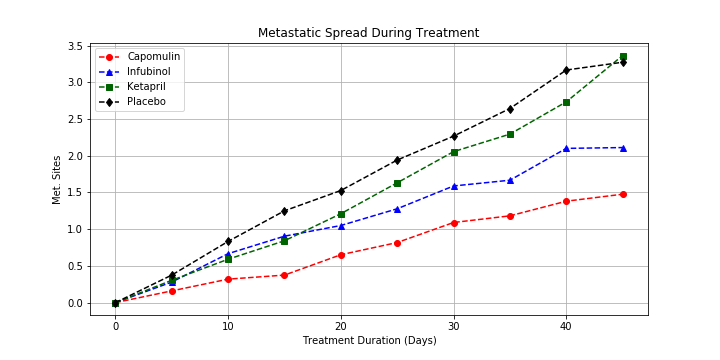 Metastatic Spread During Treatment
Capomulin
Infubinol
Ketapril
Placebo
Met. Sites
3.5
3.0
2.5
2.0
1.5
1.0
0.5
0.0
0 10 20 30 40
Treatment Duration (Days)